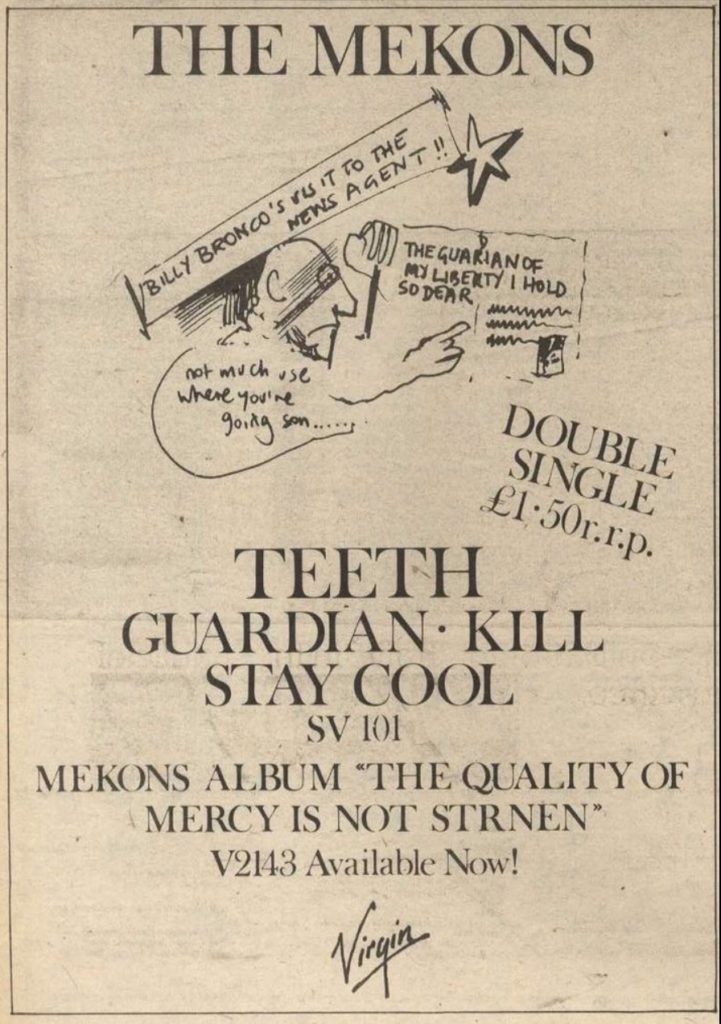 THE MEKONS
BILLY BRONCO'S VISIT TO THE
NEWS AGENT!!
THE GUARIAN OF
MY LIBERTY I HOLD
SO DEAR
not much use
where you're
going son......
DOUBLE
SINGLE
£1·50r.r.p.
TEETH
GUARDIAN · KILL
STAY COOL
SV 101
MEKONS ALBUM “THE QUALITY OF
MERCY IS NOT STRNEN”
V2143 Available Now!
Virgin